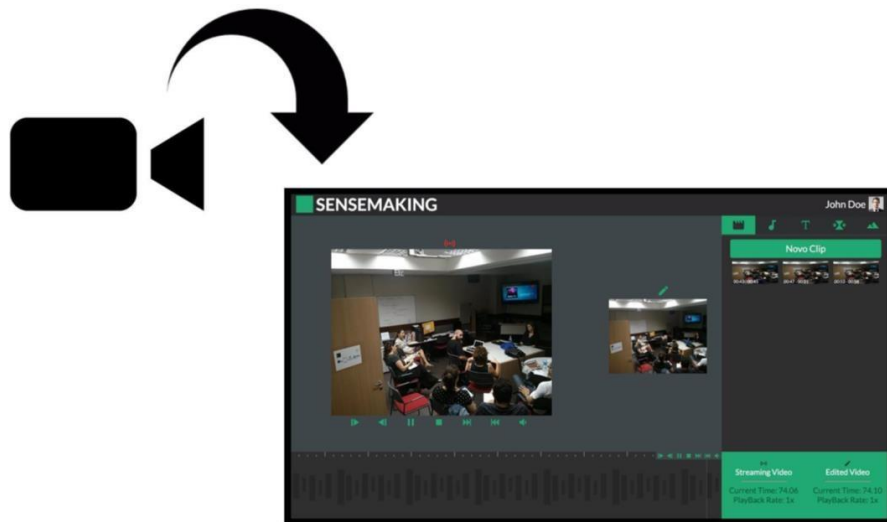 SENSEMAKING
John Doe
Novo Clip
Streaming Video
Edited Video
Current Time: 74.06
PlayBack Rate: 1x
Current Time: 74.10
PlayBack Rate: 1x